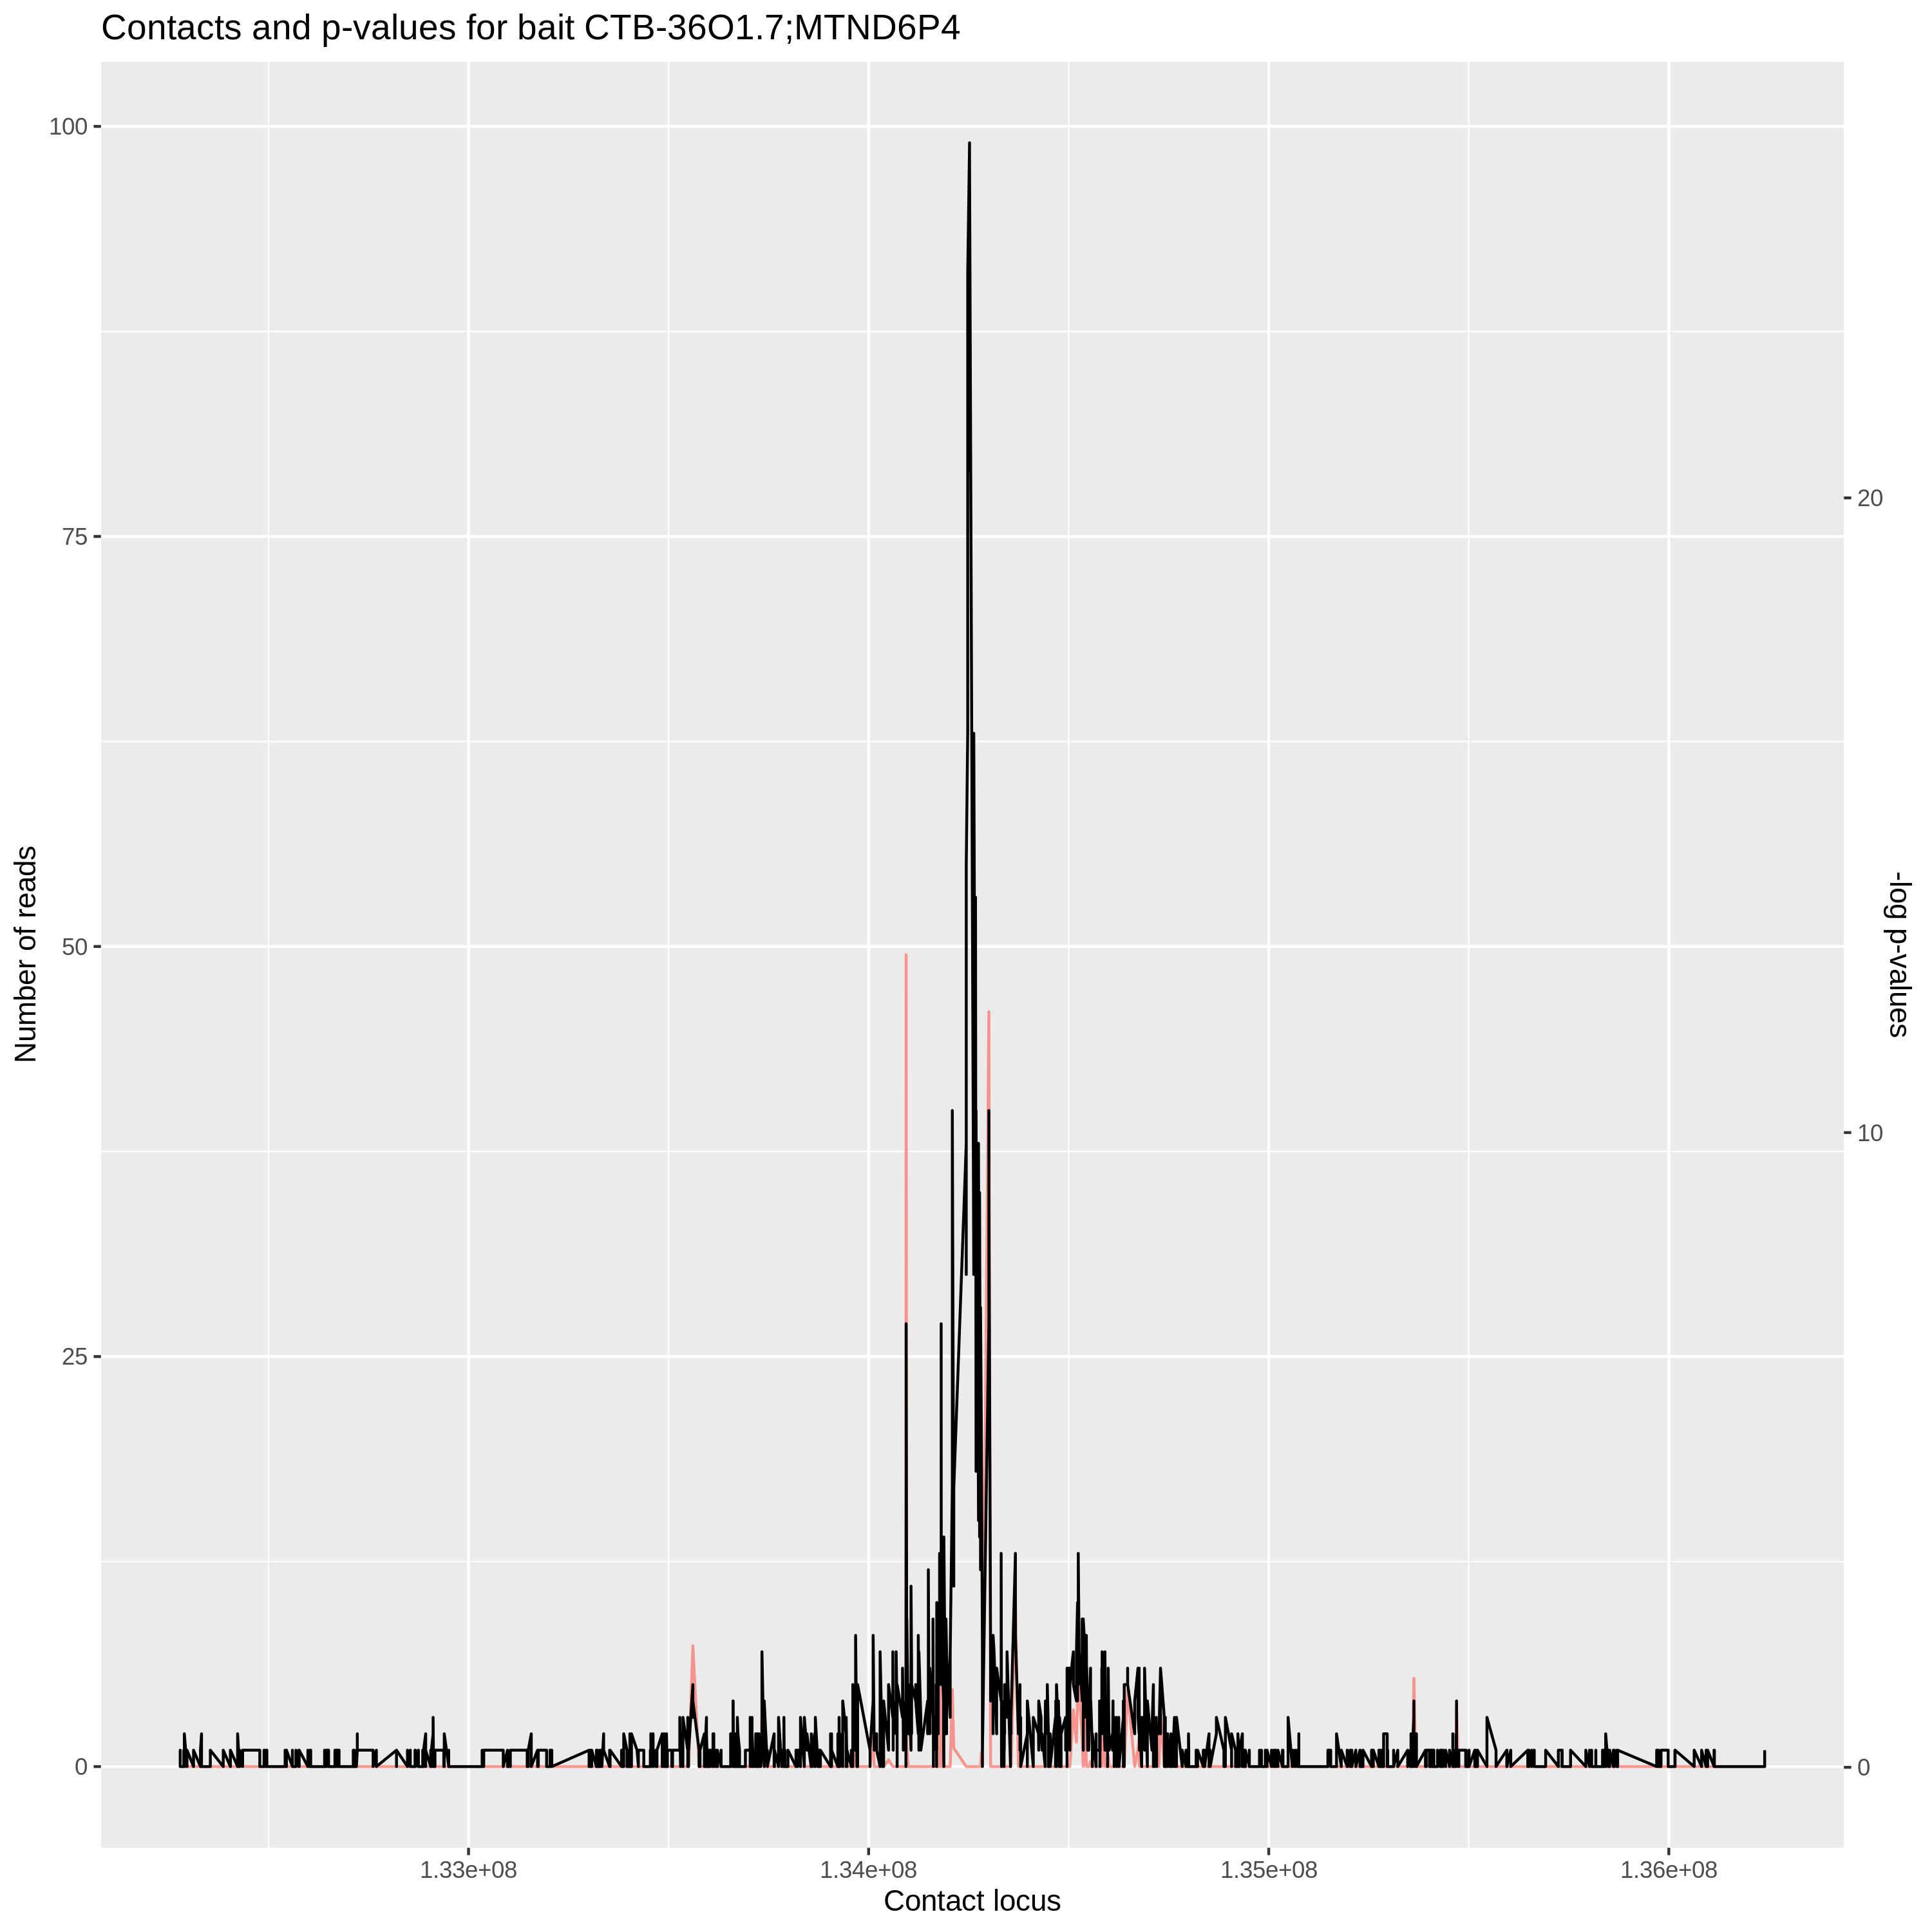 Contacts and p-values for bait CTB-36O1.7;MTND6P4
100
75
50
25
0
Number of reads
20
10
0
-log p-values
1.33e+08
1.34e+08
1.35e+08
1.36e+08
Contact locus